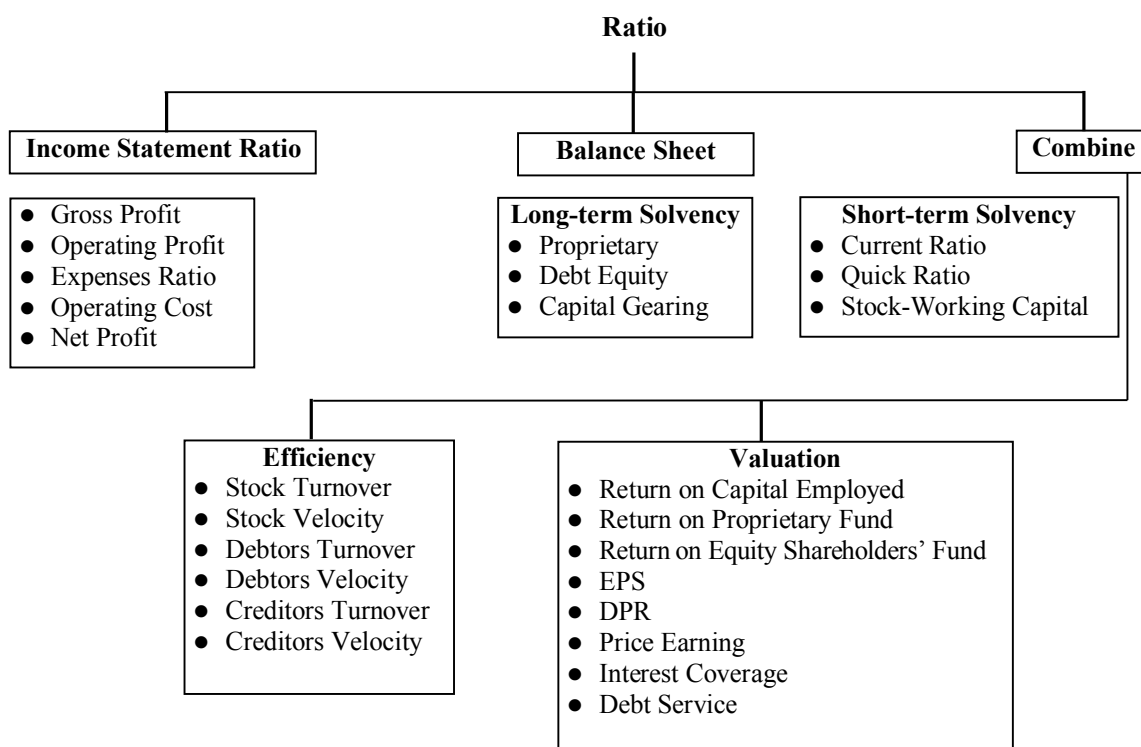 Ratio
Income Statement Ratio
Balance Sheet
Combine
● Gross Profit
● Operating Profit
● Expenses Ratio
● Operating Cost
● Net Profit
Long-term Solvency
● Proprietary
● Debt Equity
● Capital Gearing
Short-term Solvency
● Current Ratio
● Quick Ratio
● Stock-Working Capital
Efficiency
● Stock Turnover
● Stock Velocity
● Debtors Turnover
● Debtors Velocity
● Creditors Turnover
● Creditors Velocity
Valuation
● Return on Capital Employed
● Return on Proprietary Fund
● Return on Equity Shareholders’ Fund
● EPS
● DPR
● Price Earning
● Interest Coverage
● Debt Service